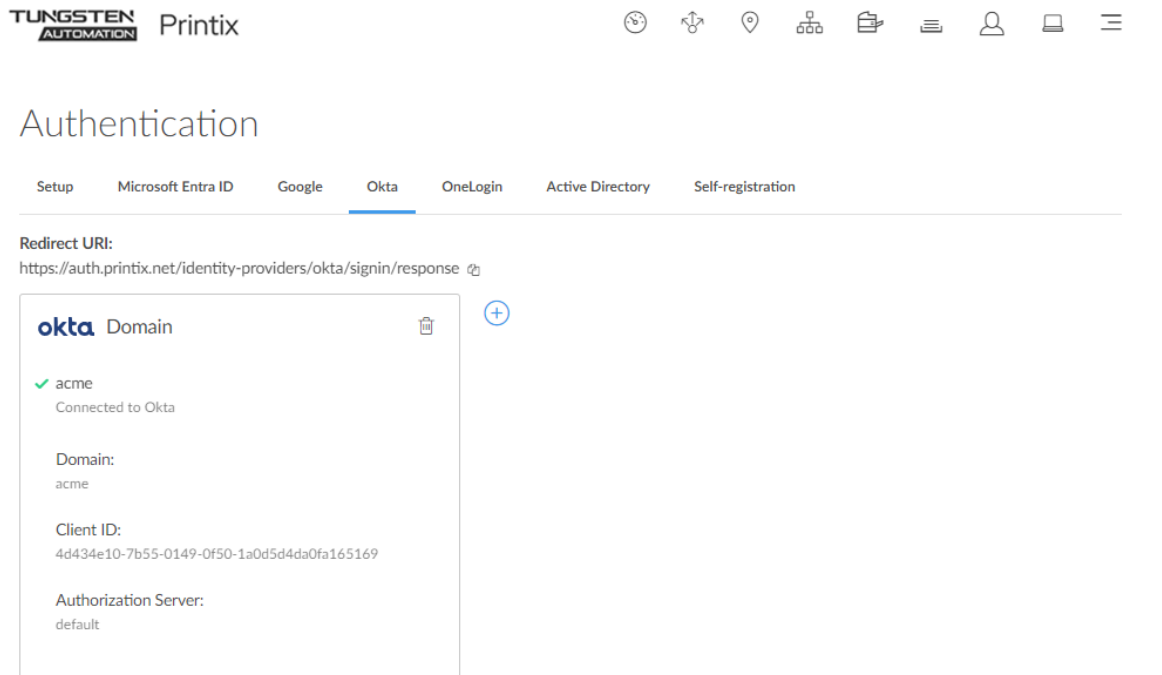 TUNGSTEN
AUTOMATION
Printix
Authentication
Setup Microsoft Entra ID Google Okta OneLogin Active Directory Self-registration
Redirect URI:
https://auth.printix.net/identity-providers/okta/signin/response
okta Domain
acme
Connected to Okta
Domain:
acme
Client ID:
4d434e10-7b55-0149-0f50-1a0d5d4da0fa165169
Authorization Server:
default